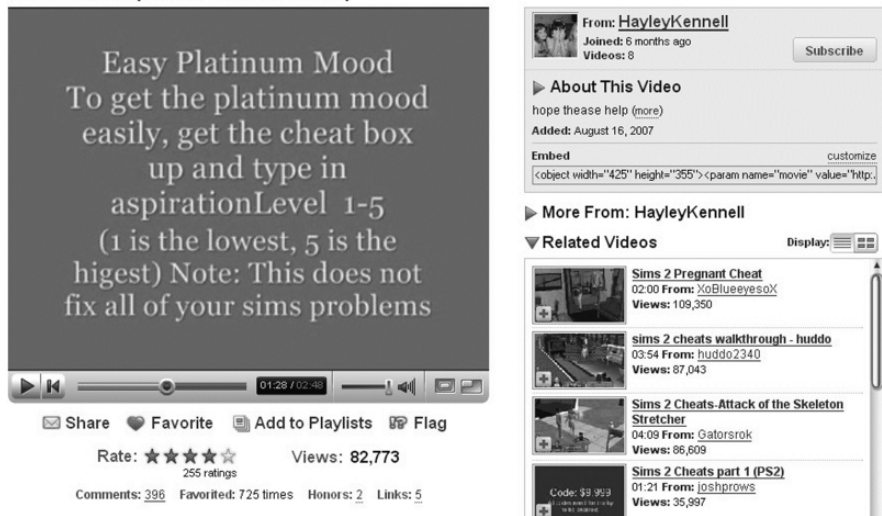 Easy Platinum Mood
To get the platinum mood
easily, get the cheat box
up and type in
aspirationLevel 1-5
(1 is the lowest, 5 is the
higest) Note: This does not
fix all of your sims problems
01:28 / 02:48
Share Favorite Add to Playlists Flag
Rate: Views: 82,773
255 ratings
Comments: 396 Favorited: 725 times Honors: 2 Links: 5
From: HayleyKennell
Joined: 6 months ago
Videos: 8
Subscribe
About This Video
hope thease help (more)
Added: August 16, 2007
Embed customize
<object width="425" height="355"><param name="movie" value="http:.
More From: HayleyKennell
Related Videos Display:
Sims 2 Pregnant Cheat
02:00 From: XoBlueeyesoX
Views: 109,350
sims 2 cheats walkthrough - huddo
03:54 From: huddo2340
Views: 87,043
Sims 2 Cheats-Attack of the Skeleton
Stretcher
04:09 From: Gatorsrok
Views: 86,609
Sims 2 Cheats part 1 (PS2)
01:21 From: joshprows
Views: 35,997
Code: $9,999